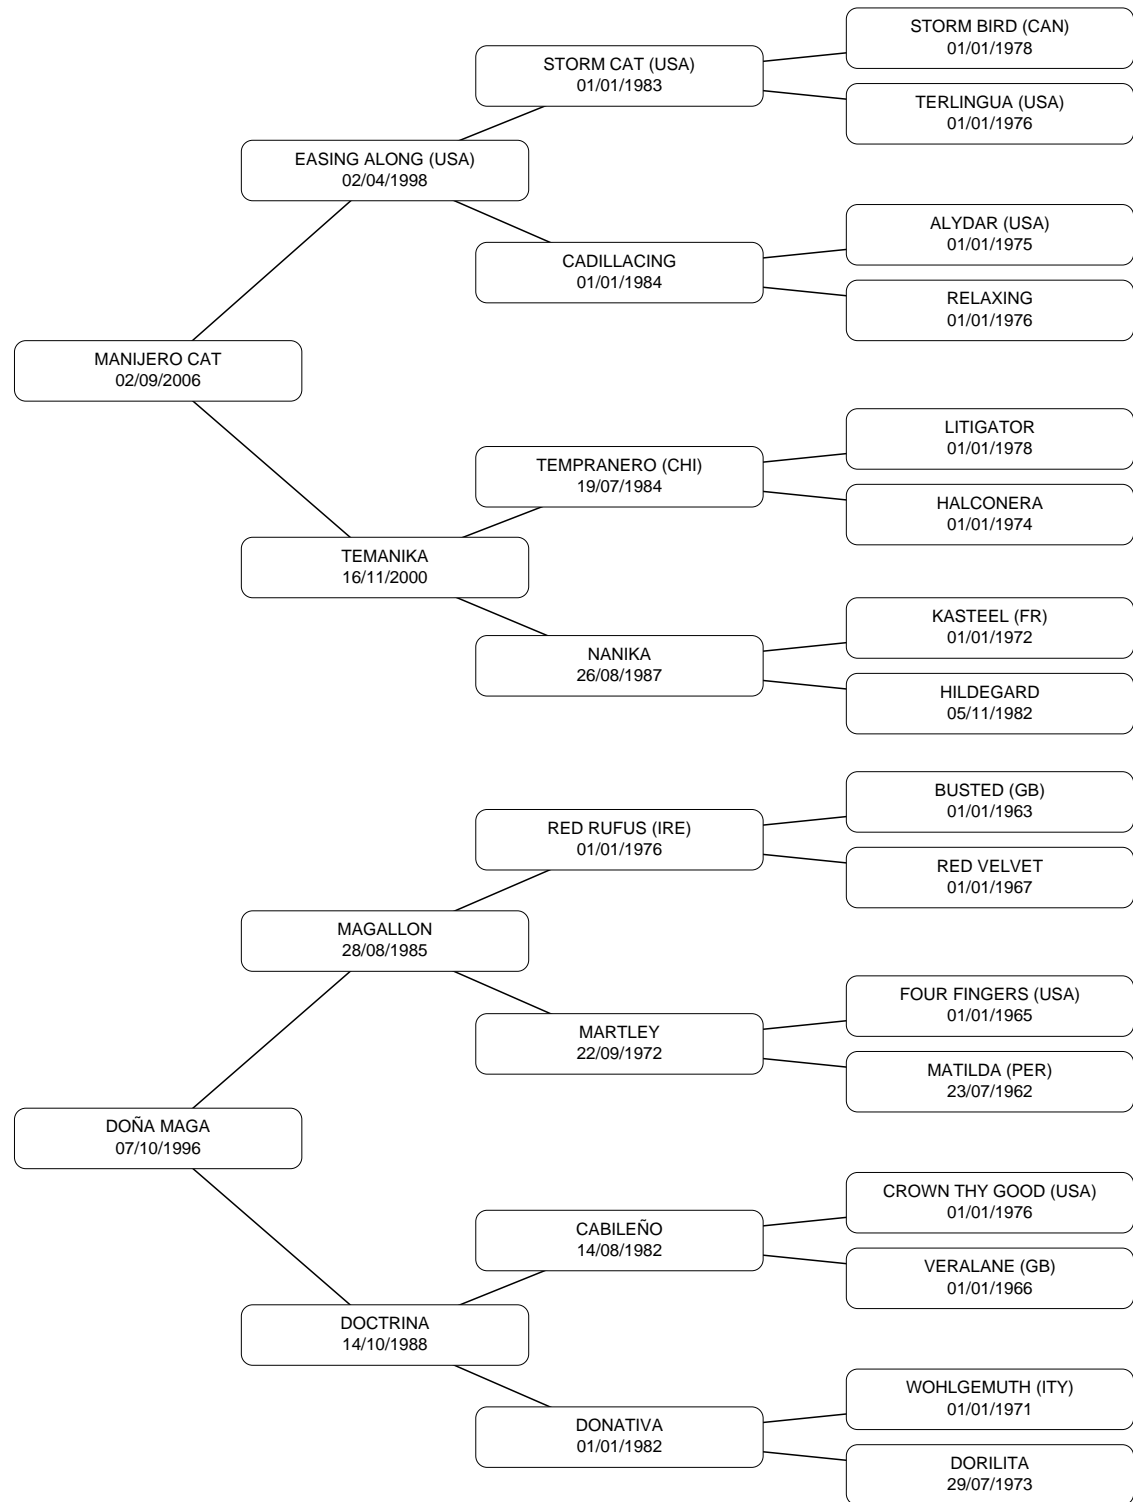 STORM BIRD (CAN)
01/01/1978
STORM CAT (USA)
01/01/1983
TERLINGUA (USA)
01/01/1976
EASING ALONG (USA)
02/04/1998
ALYDAR (USA)
01/01/1975
CADILLACING
01/01/1984
RELAXING
01/01/1976
MANIJERO CAT
02/09/2006
LITIGATOR
01/01/1978
TEMPRANERO (CHI)
19/07/1984
HALCONERA
01/01/1974
TEMANIKA
16/11/2000
KASTEEL (FR)
01/01/1972
NANIKA
26/08/1987
HILDEGARD
05/11/1982
BUSTED (GB)
01/01/1963
RED RUFUS (IRE)
01/01/1976
RED VELVET
01/01/1967
MAGALLON
28/08/1985
FOUR FINGERS (USA)
01/01/1965
MARTLEY
22/09/1972
MATILDA (PER)
23/07/1962
DOÑA MAGA
07/10/1996
CROWN THY GOOD (USA)
01/01/1976
CABILEÑO
14/08/1982
VERALANE (GB)
01/01/1966
DOCTRINA
14/10/1988
WOHLGEMUTH (ITY)
01/01/1971
DONATIVA
01/01/1982
DORILITA
29/07/1973